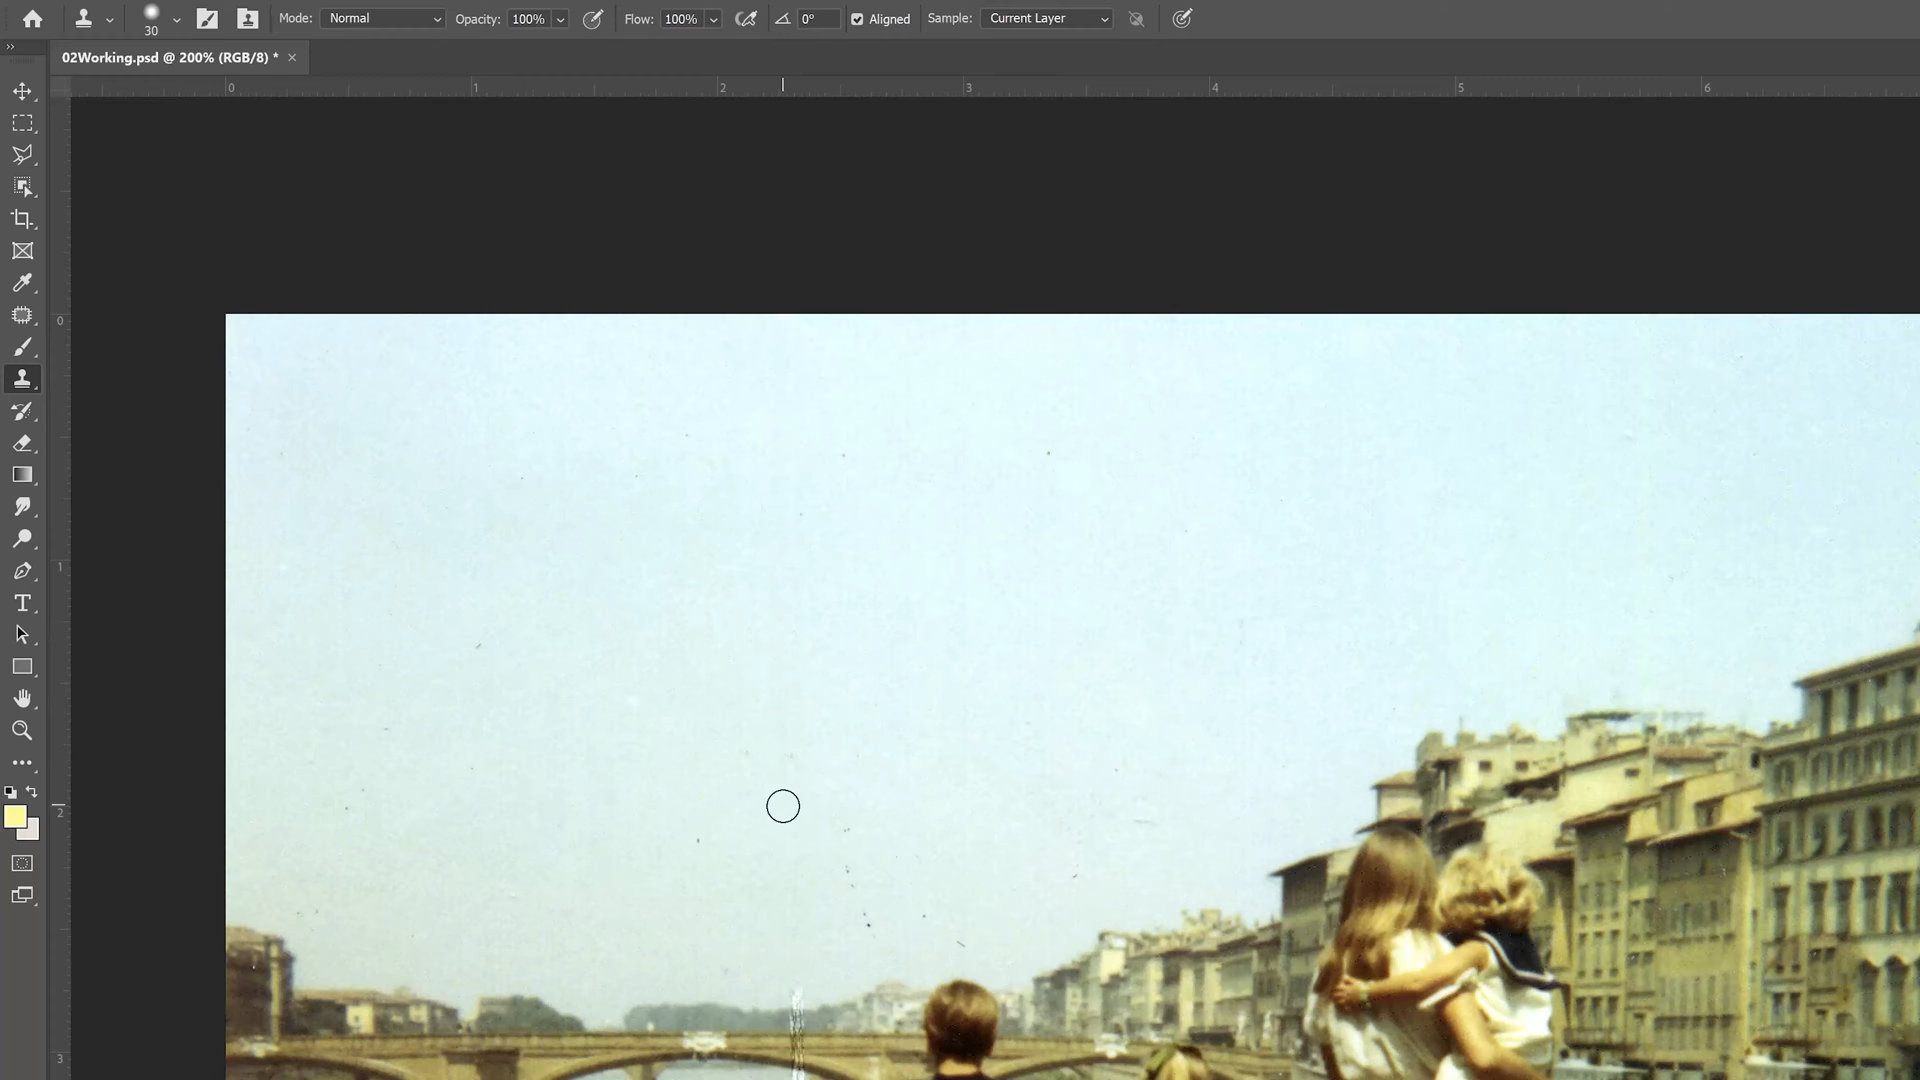 30
Mode: Normal
Opacity: 100%
Flow: 100%
0°
Aligned
Sample: Current Layer
02Working.psd @ 200% (RGB/8) *
0 1 2 3 4 5 6
0
1
2
3